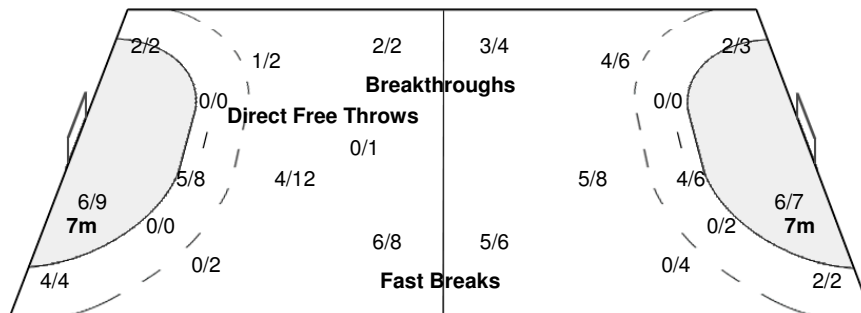 2/2 1/2 2/2 3/4 4/6 2/3
Breakthroughs
0/0 0/0
Direct Free Throws
0/1
5/8 4/12 5/8 4/6
6/9 6/7
7m 0/0 0/2 7m
6/8 5/6
0/2 0/4
4/4 Fast Breaks 2/2